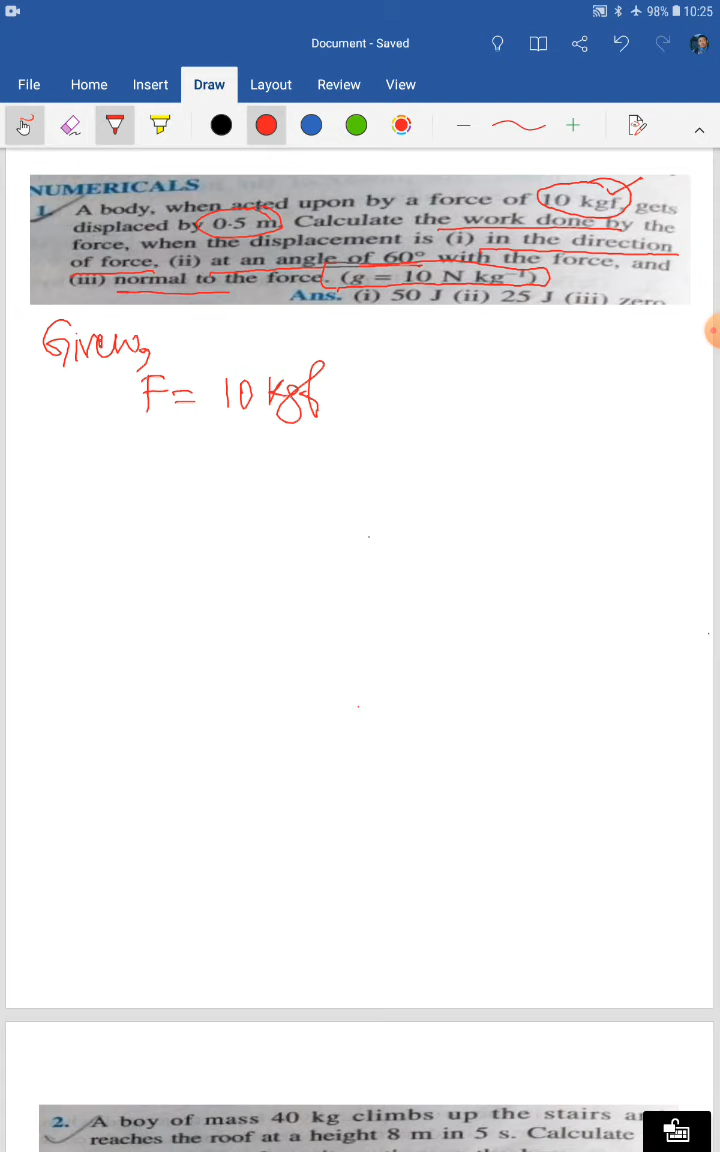 98% 10:25
Document - Saved
File Home Insert Draw Layout Review View
NUMERICALS
1. A body, when acted upon by a force of 10 kgf, gets
displaced by 0·5 m. Calculate the work done by the
force, when the displacement is (i) in the direction
of force, (ii) at an angle of 60° with the force, and
(iii) normal to the force. (g = 10 N kg⁻¹)
Ans. (i) 50 J (ii) 25 J (iii) zero
Given,
F = 10 kgf
2. A boy of mass 40 kg climbs up the stairs
reaches the roof at a height 8 m in 5 s. Calculate